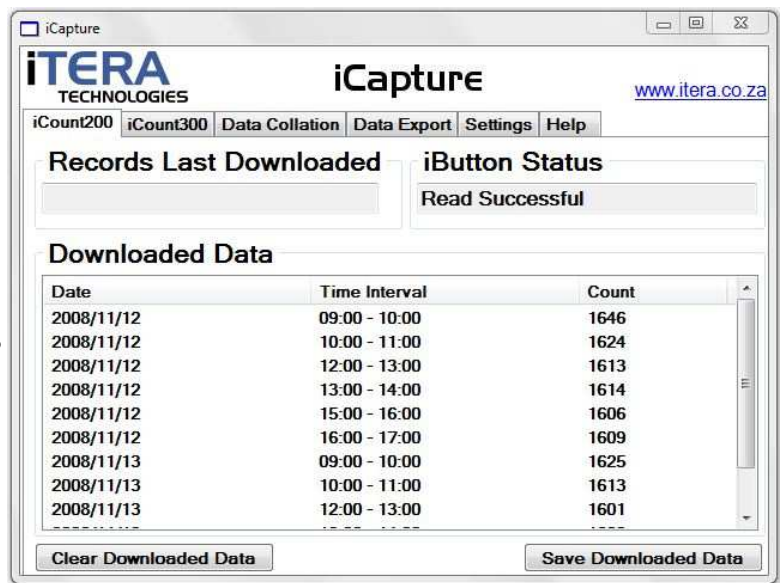 iCapture
iTERA
TECHNOLOGIES
iCapture
www.itera.co.za
iCount200 iCount300 Data Collation Data Export Settings Help
Records Last Downloaded iButton Status
Read Successful
Downloaded Data
Date Time Interval Count
2008/11/12 09:00 - 10:00 1646
2008/11/12 10:00 - 11:00 1624
2008/11/12 12:00 - 13:00 1613
2008/11/12 13:00 - 14:00 1614
2008/11/12 15:00 - 16:00 1606
2008/11/12 16:00 - 17:00 1609
2008/11/13 09:00 - 10:00 1625
2008/11/13 10:00 - 11:00 1613
2008/11/13 12:00 - 13:00 1601
Clear Downloaded Data Save Downloaded Data